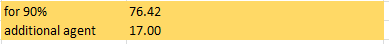 for 90% 76.42
additional agent 17.00